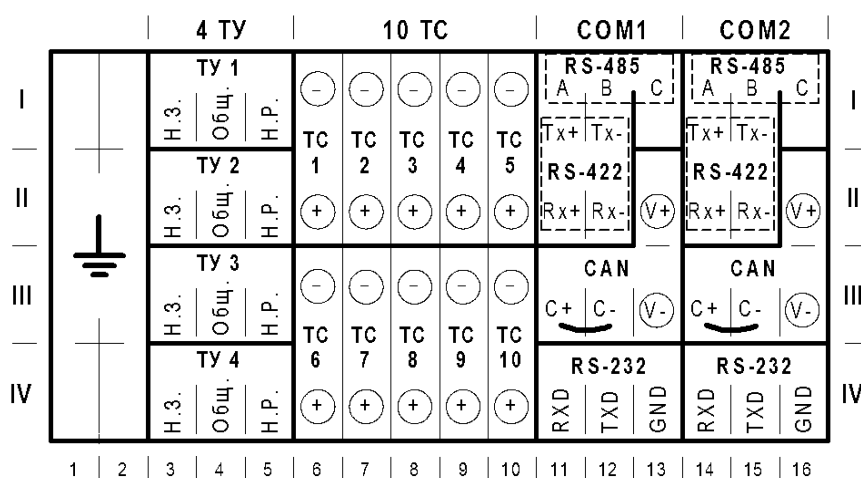 4 ТУ 10 ТС COM1 COM2
ТУ 1 RS-485 RS-485
A B C A B C
I I
Н.З. Общ. Н.Р.
Tx+ Tx- Tx+ Tx-
ТС ТС ТС ТС ТС
1 2 3 4 5
ТУ 2 RS-422 RS-422
II II
Н.З. Общ. Н.Р.
Rx+ Rx- V+ Rx+ Rx- V+
ТУ 3 CAN CAN
III III
Н.З. Общ. Н.Р.
C+ C- V- C+ C- V-
ТС ТС ТС ТС ТС
6 7 8 9 10
ТУ 4 RS-232 RS-232
IV IV
Н.З. Общ. Н.Р.
RXD TXD GND RXD TXD GND
1 2 3 4 5 6 7 8 9 10 11 12 13 14 15 16